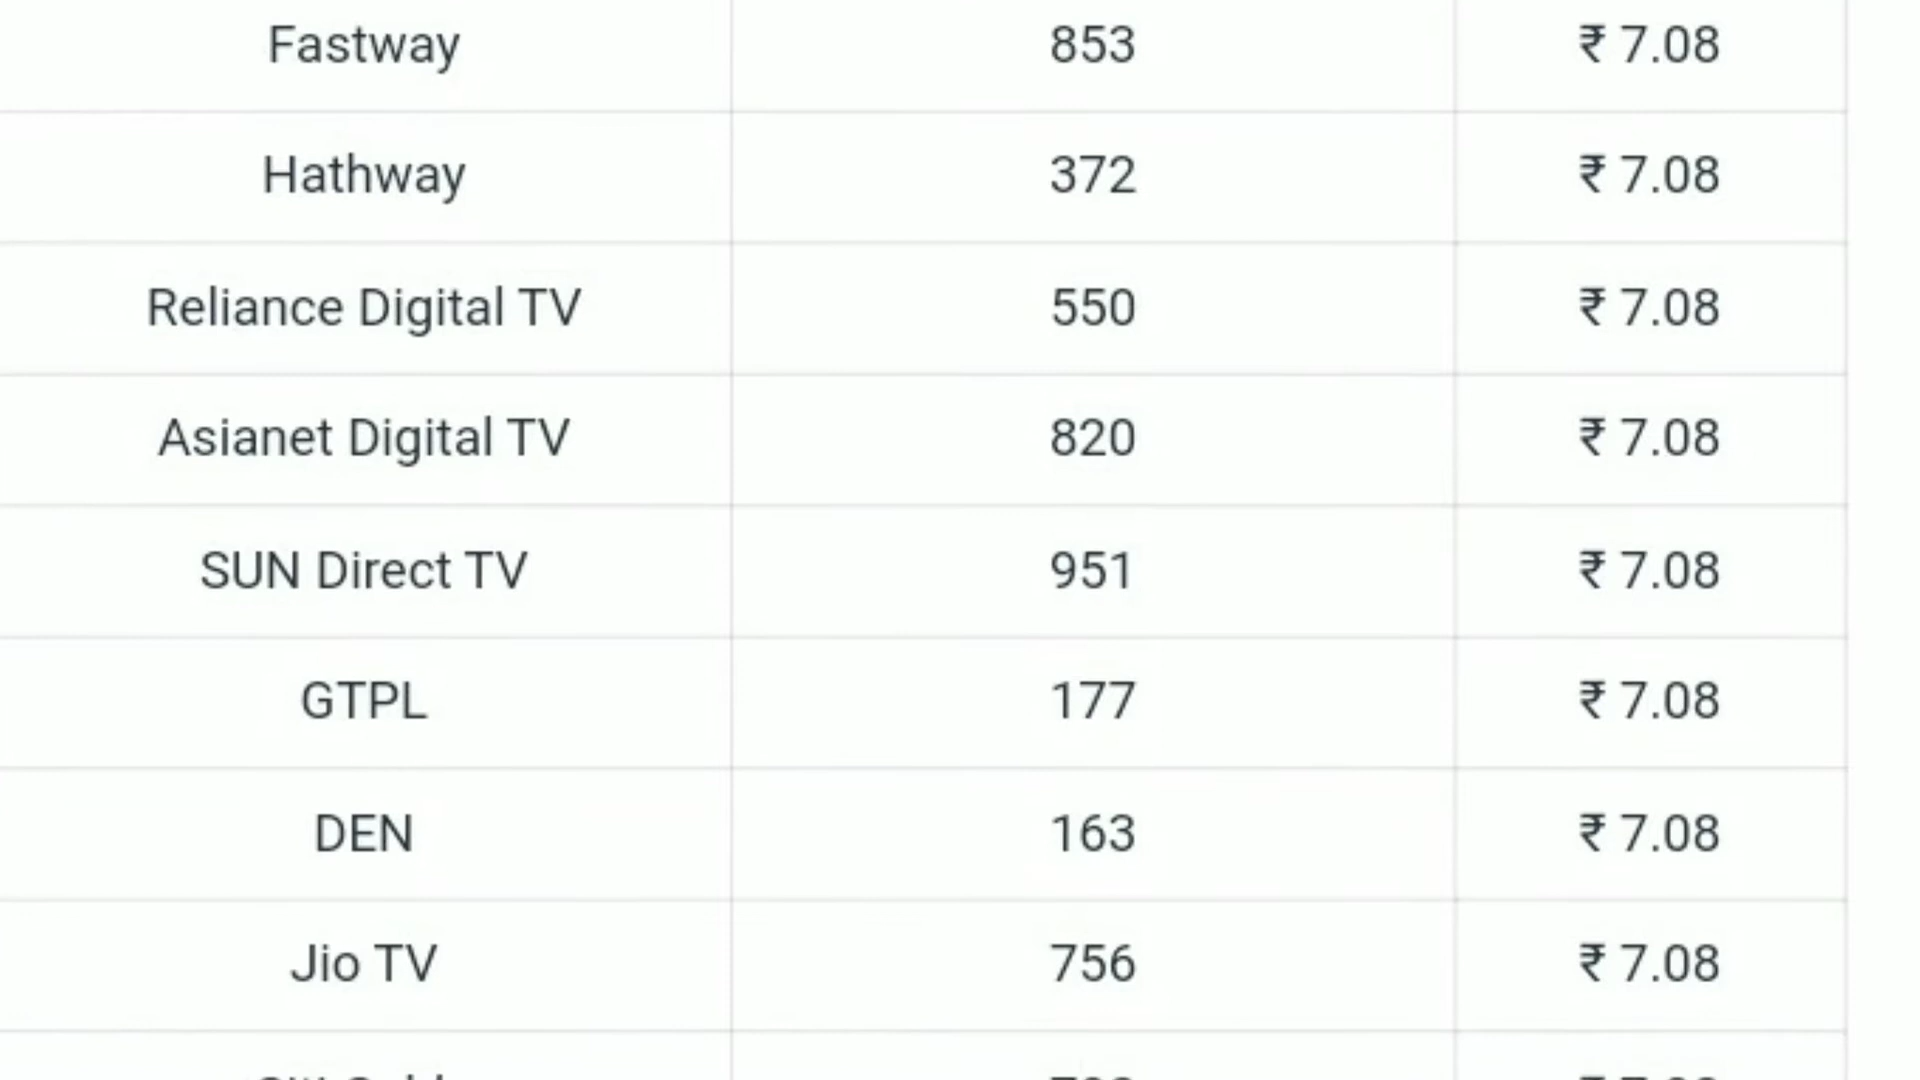 Fastway 853 ₹ 7.08
Hathway 372 ₹ 7.08
Reliance Digital TV 550 ₹ 7.08
Asianet Digital TV 820 ₹ 7.08
SUN Direct TV 951 ₹ 7.08
GTPL 177 ₹ 7.08
DEN 163 ₹ 7.08
Jio TV 756 ₹ 7.08